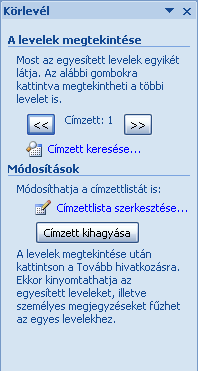 Körlevél
A levelek megtekintése
Most az egyesített levelek egyikét
látja. Az alábbi gombokra
kattintva megtekintheti a többi
levelet is.
<< Címzett: 1 >>
Címzett keresése...
Módosítások
Módosíthatja a címzettlistát is:
Címzettlista szerkesztése...
Címzett kihagyása
A levelek megtekintése után
kattintson a Tovább hivatkozásra.
Ekkor kinyomtathatja az
egyesített leveleket, illetve
személyes megjegyzéseket fűzhet
az egyes levelekhez.